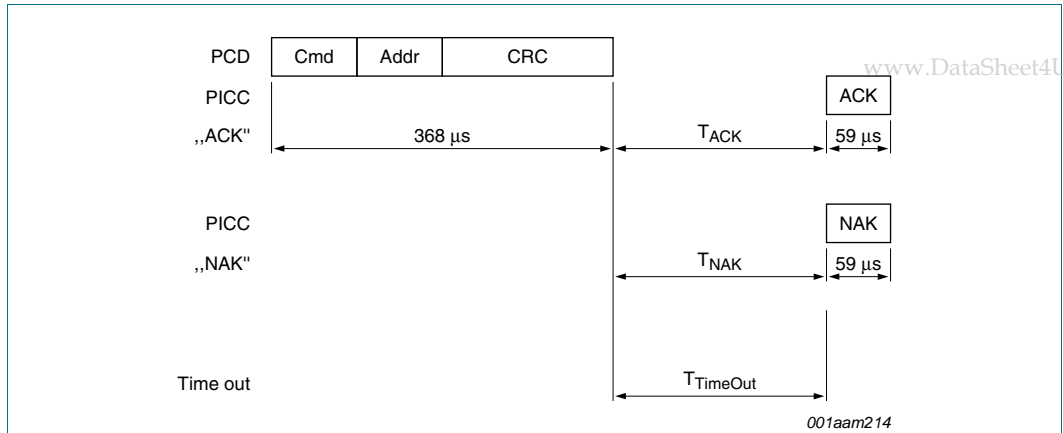 PCD Cmd Addr CRC
www.DataSheet4U
PICC ACK
,,ACK" 368 μs TACK 59 μs
PICC NAK
,,NAK" TNAK 59 μs
Time out TTimeOut
001aam214